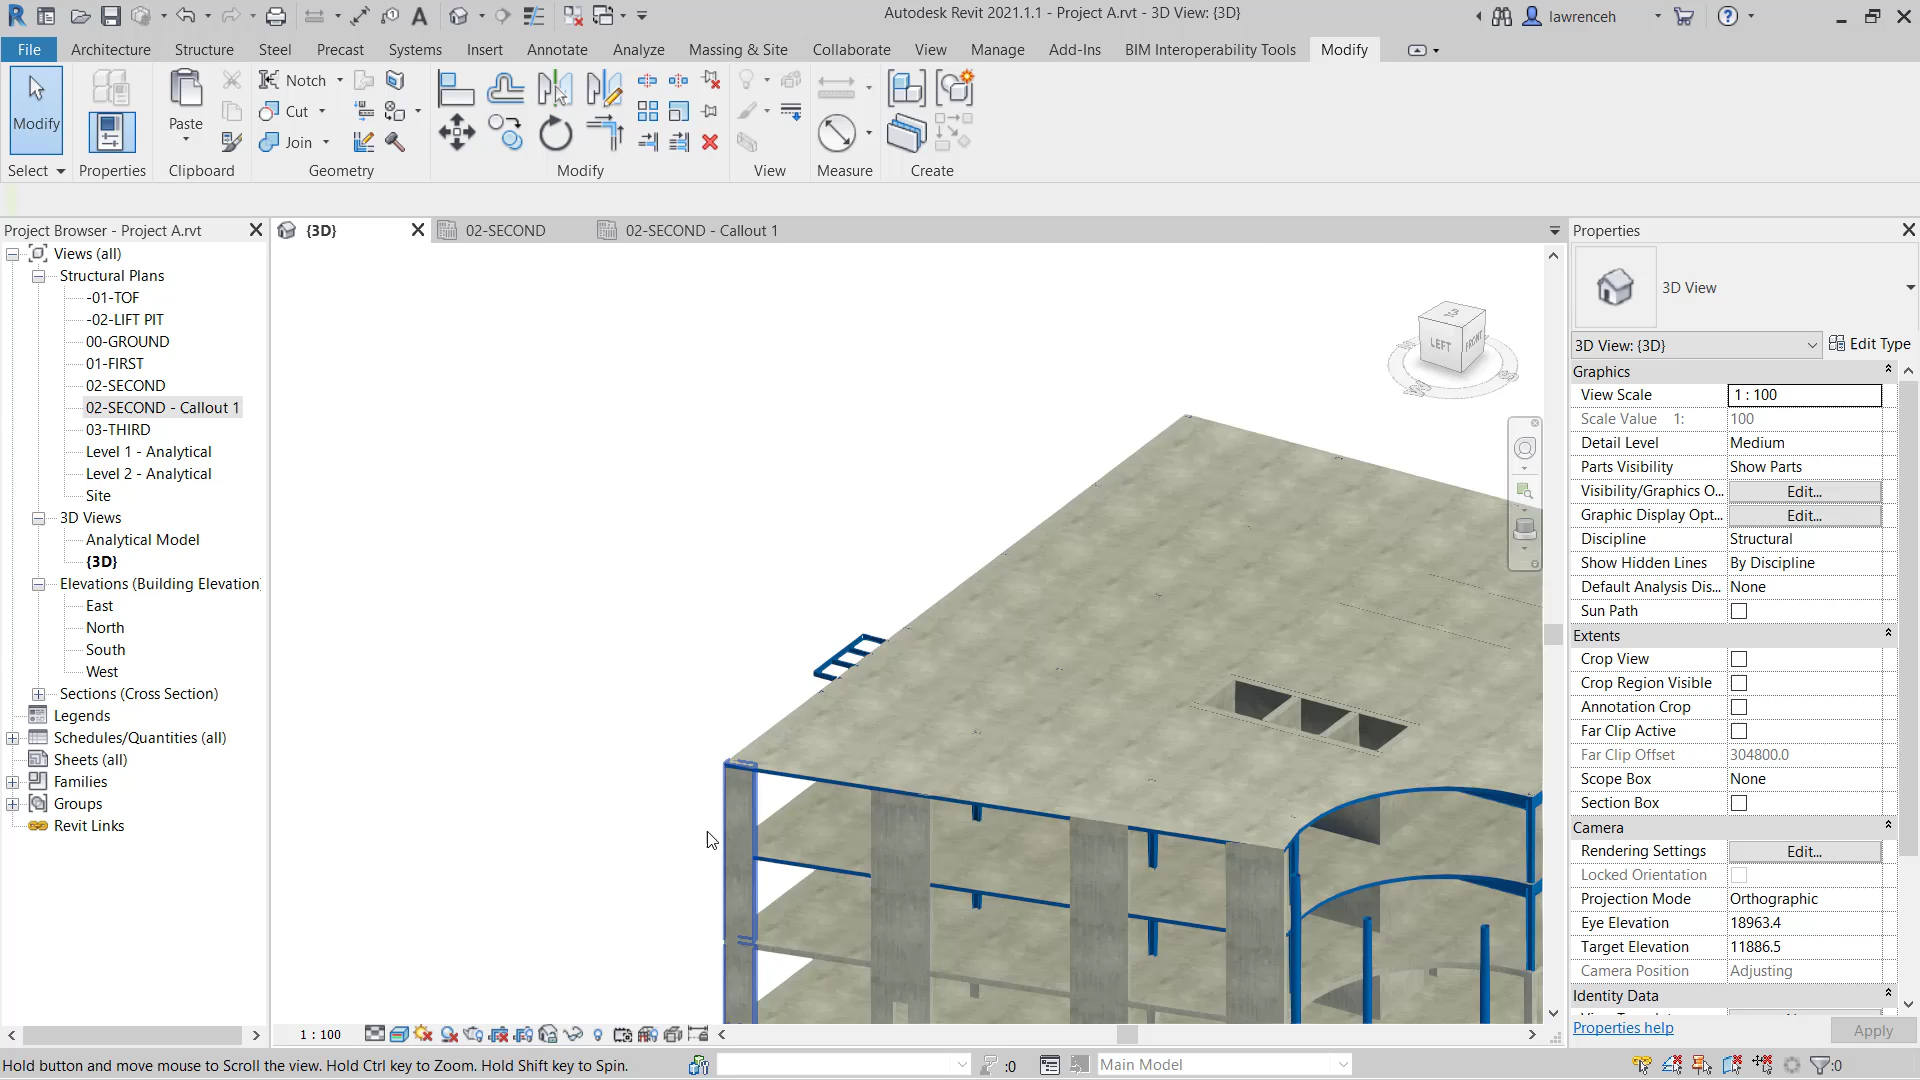 Autodesk Revit 2021.1.1 - Project A.rvt - 3D View: {3D}
lawrenceh
File Architecture Structure Steel Precast Systems Insert Annotate Analyze Massing & Site Collaborate View Manage Add-Ins BIM Interoperability Tools Modify
Modify
Paste
Notch
Cut
Join
Select Properties Clipboard Geometry Modify View Measure Create
Project Browser - Project A.rvt
{3D}
02-SECOND
02-SECOND - Callout 1
Views (all)
Structural Plans
-01-TOF
-02-LIFT PIT
00-GROUND
01-FIRST
02-SECOND
02-SECOND - Callout 1
03-THIRD
Level 1 - Analytical
Level 2 - Analytical
Site
3D Views
Analytical Model
{3D}
Elevations (Building Elevation)
East
North
South
West
Sections (Cross Section)
Legends
Schedules/Quantities (all)
Sheets (all)
Families
Groups
Revit Links
LEFT
FRONT
Properties
3D View
3D View: {3D}
Edit Type
Graphics
View Scale 1 : 100
Scale Value 1: 100
Detail Level Medium
Parts Visibility Show Parts
Visibility/Graphics O... Edit...
Graphic Display Opt... Edit...
Discipline Structural
Show Hidden Lines By Discipline
Default Analysis Dis... None
Sun Path
Extents
Crop View
Crop Region Visible
Annotation Crop
Far Clip Active
Far Clip Offset 304800.0
Scope Box None
Section Box
Camera
Rendering Settings Edit...
Locked Orientation
Projection Mode Orthographic
Eye Elevation 18963.4
Target Elevation 11886.5
Camera Position Adjusting
Identity Data
Properties help
Apply
1 : 100
Hold button and move mouse to Scroll the view. Hold Ctrl key to Zoom. Hold Shift key to Spin.
:0
Main Model
:0